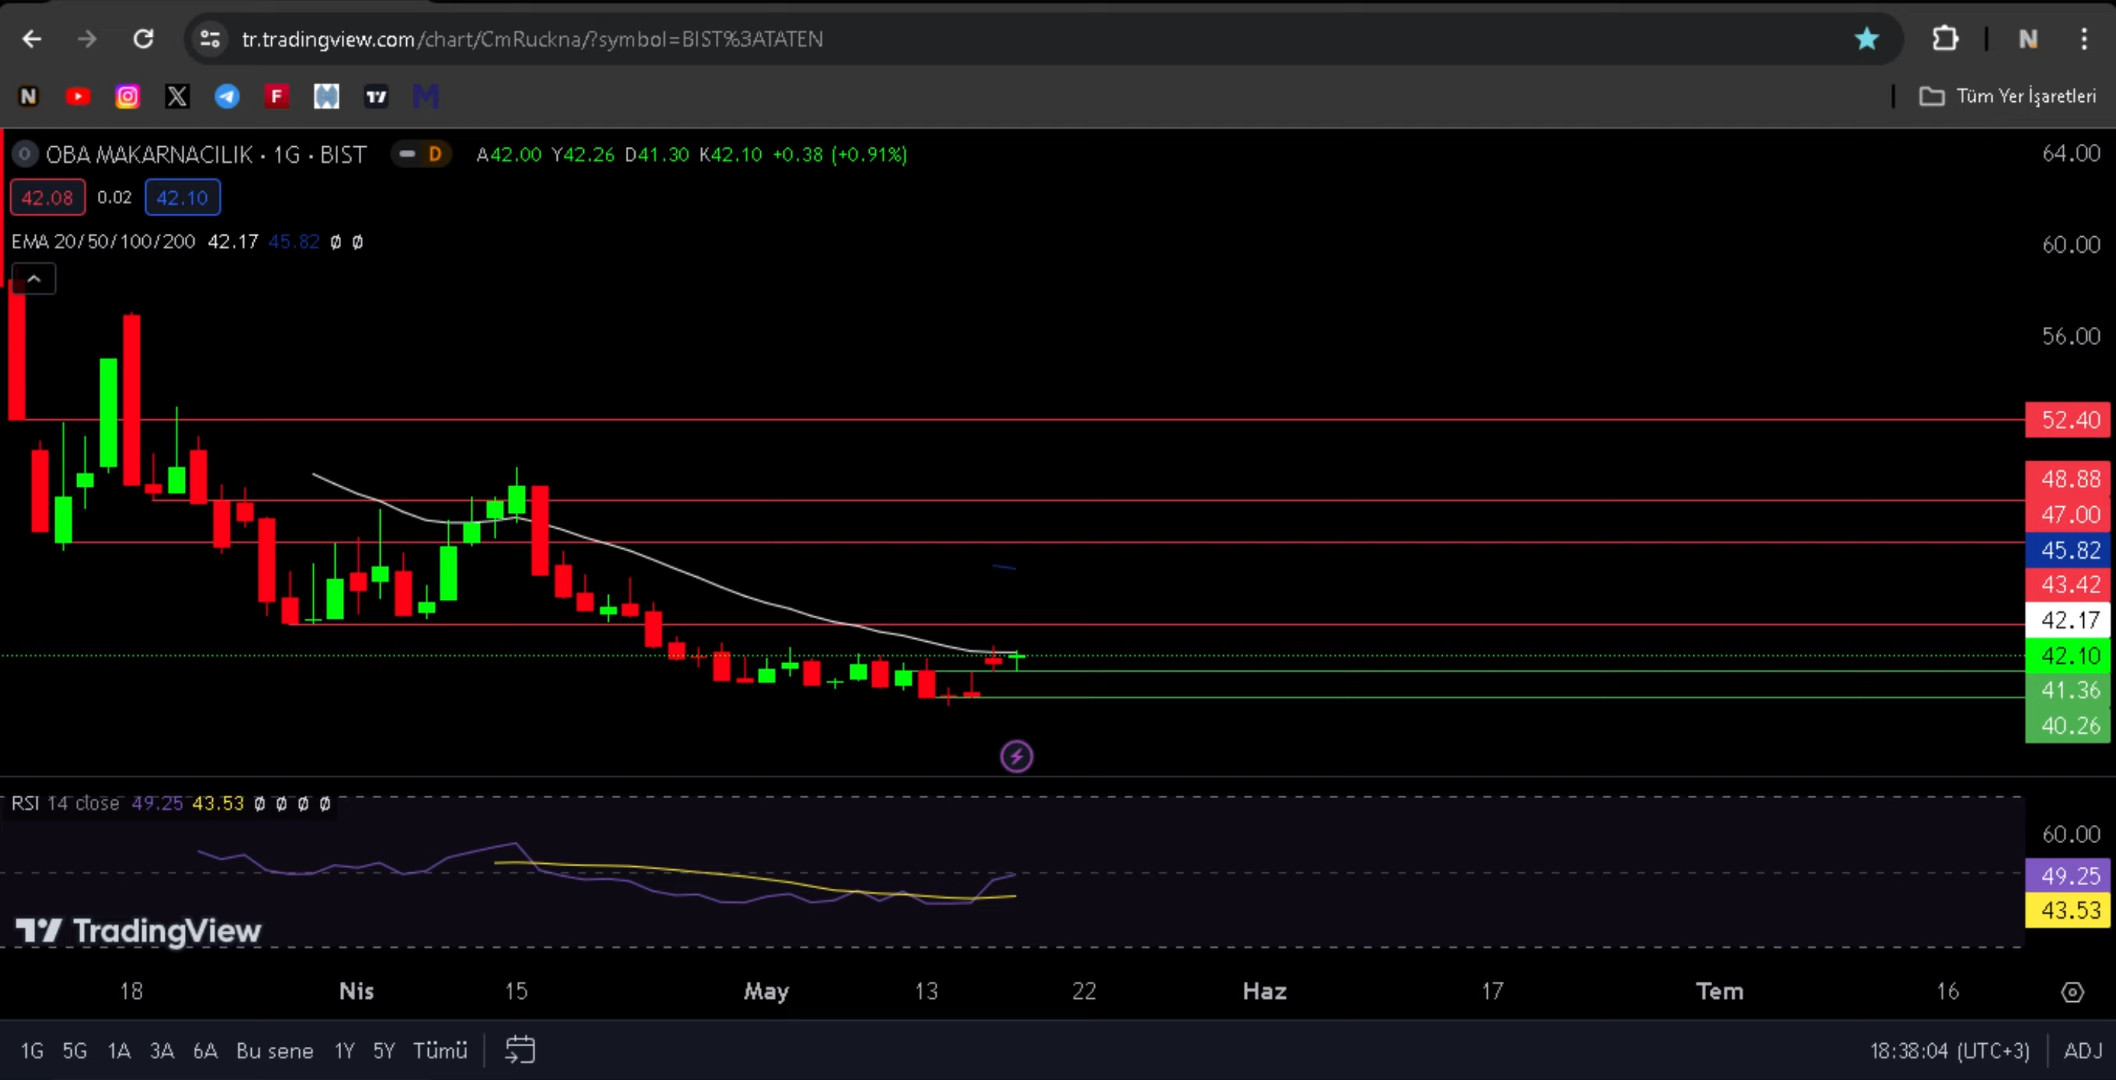 tr.tradingview.com/chart/CmRuckna/?symbol=BIST%3ATATEN
N
N
F
M
Tüm Yer İşaretleri
O OBA MAKARNACILIK · 1G · BIST D A42.00 Y42.26 D41.30 K42.10 +0.38 (+0.91%)
42.08 0.02 42.10
EMA 20/50/100/200 42.17 45.82 Ø Ø
64.00
60.00
56.00
52.40
48.88
47.00
45.82
43.42
42.17
42.10
41.36
40.26
RSI 14 close 49.25 43.53 Ø Ø Ø Ø
60.00
49.25
43.53
TradingView
18 Nis 15 May 13 22 Haz 17 Tem 16
1G 5G 1A 3A 6A Bu sene 1Y 5Y Tümü
18:38:04 (UTC+3) ADJ